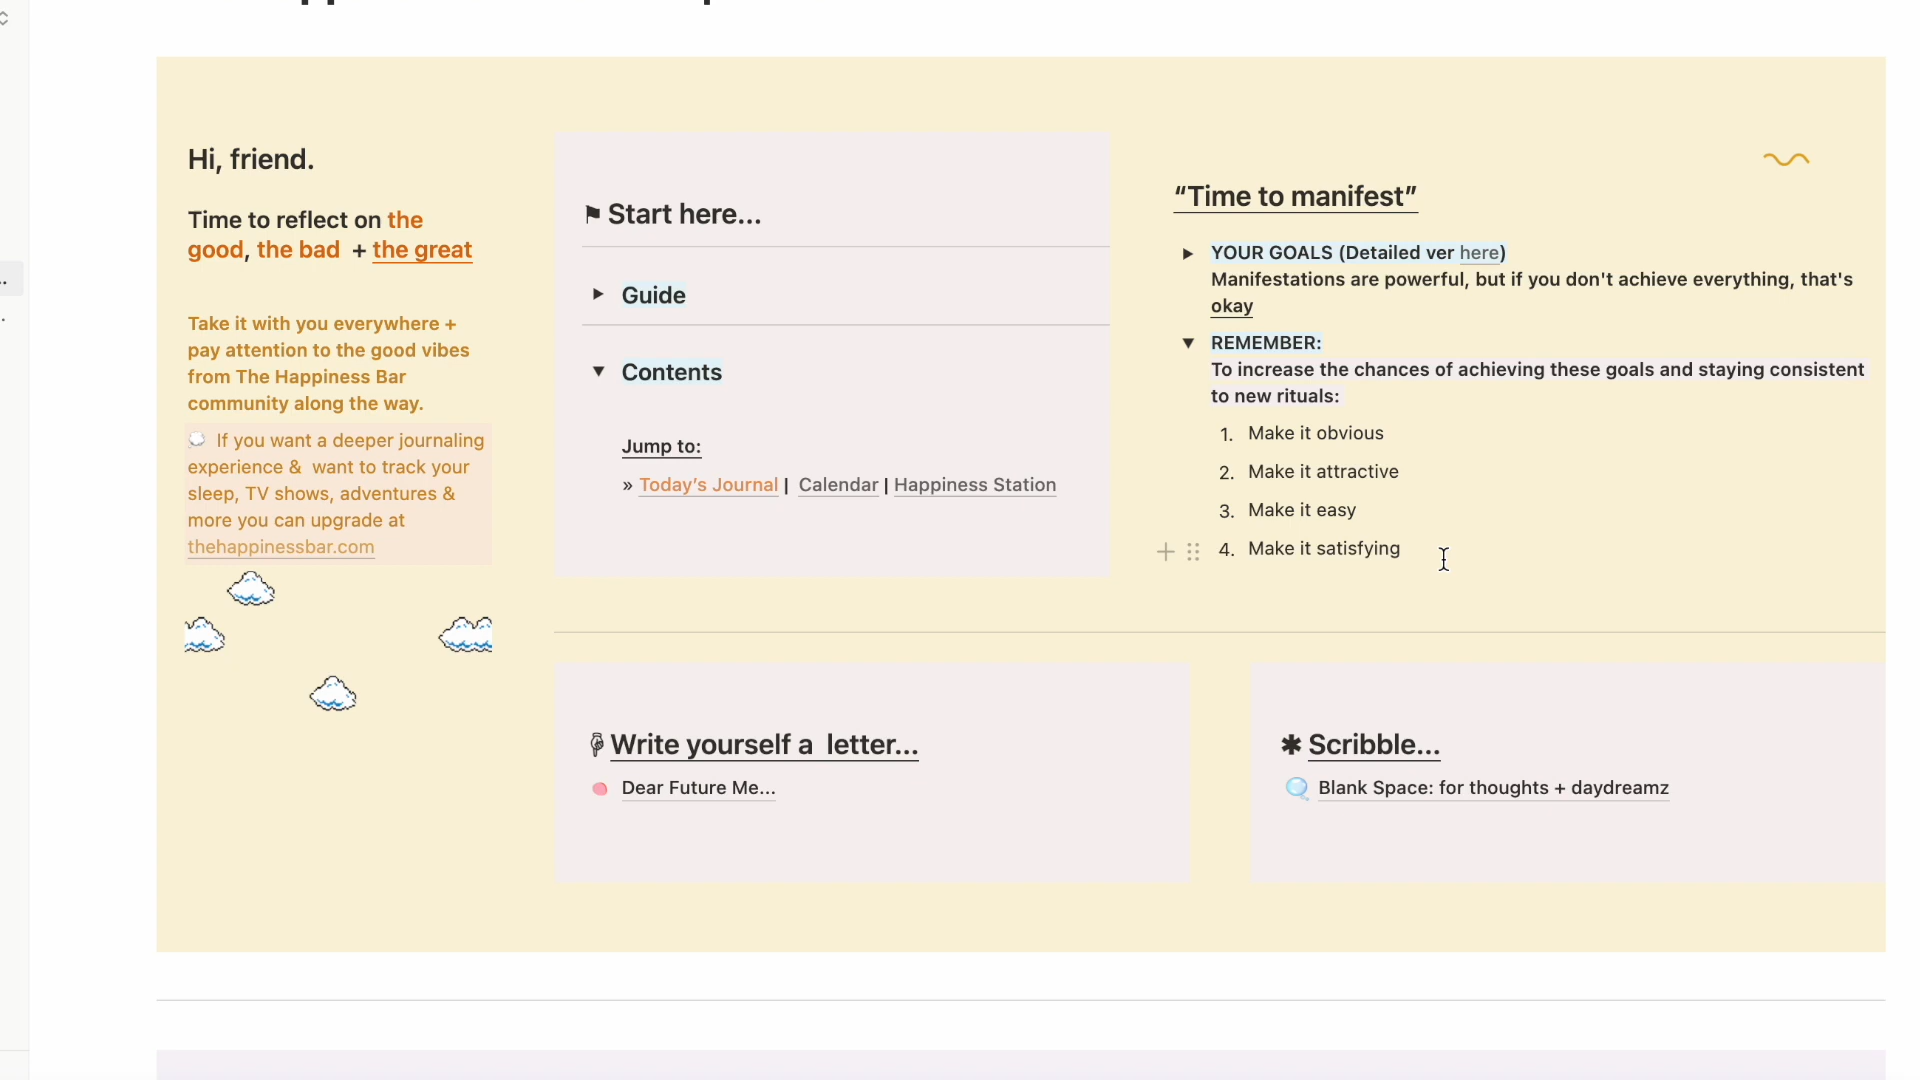 Hi, friend.
Time to reflect on the
good, the bad + the great
Take it with you everywhere +
pay attention to the good vibes
from The Happiness Bar
community along the way.
If you want a deeper journaling
experience & want to track your
sleep, TV shows, adventures &
more you can upgrade at
thehappinessbar.com
Start here...
Guide
Contents
Jump to:
» Today's Journal | Calendar | Happiness Station
“Time to manifest”
YOUR GOALS (Detailed ver here)
Manifestations are powerful, but if you don't achieve everything, that's
okay
REMEMBER:
To increase the chances of achieving these goals and staying consistent
to new rituals:
1. Make it obvious
2. Make it attractive
3. Make it easy
4. Make it satisfying
Write yourself a letter...
Dear Future Me...
✱ Scribble...
Blank Space: for thoughts + daydreamz